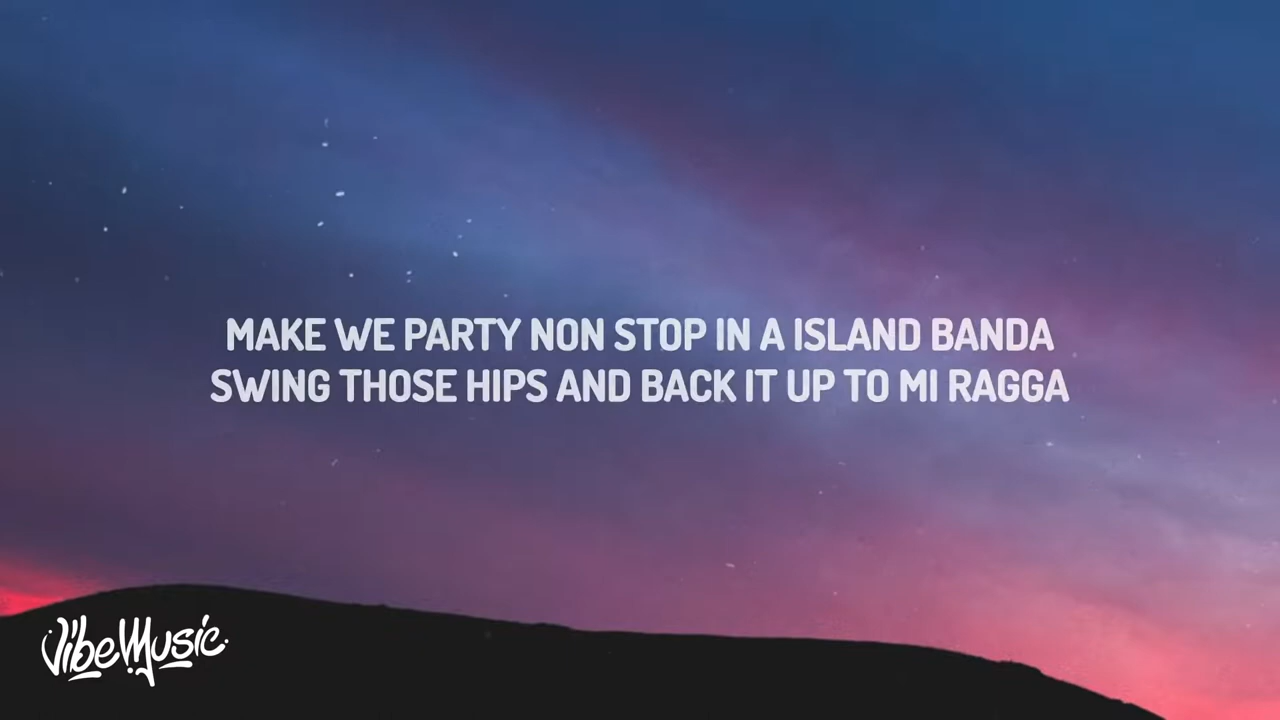 MAKE WE PARTY NON STOP IN A ISLAND BANDA
SWING THOSE HIPS AND BACK IT UP TO MI RAGGA
VibeMusic